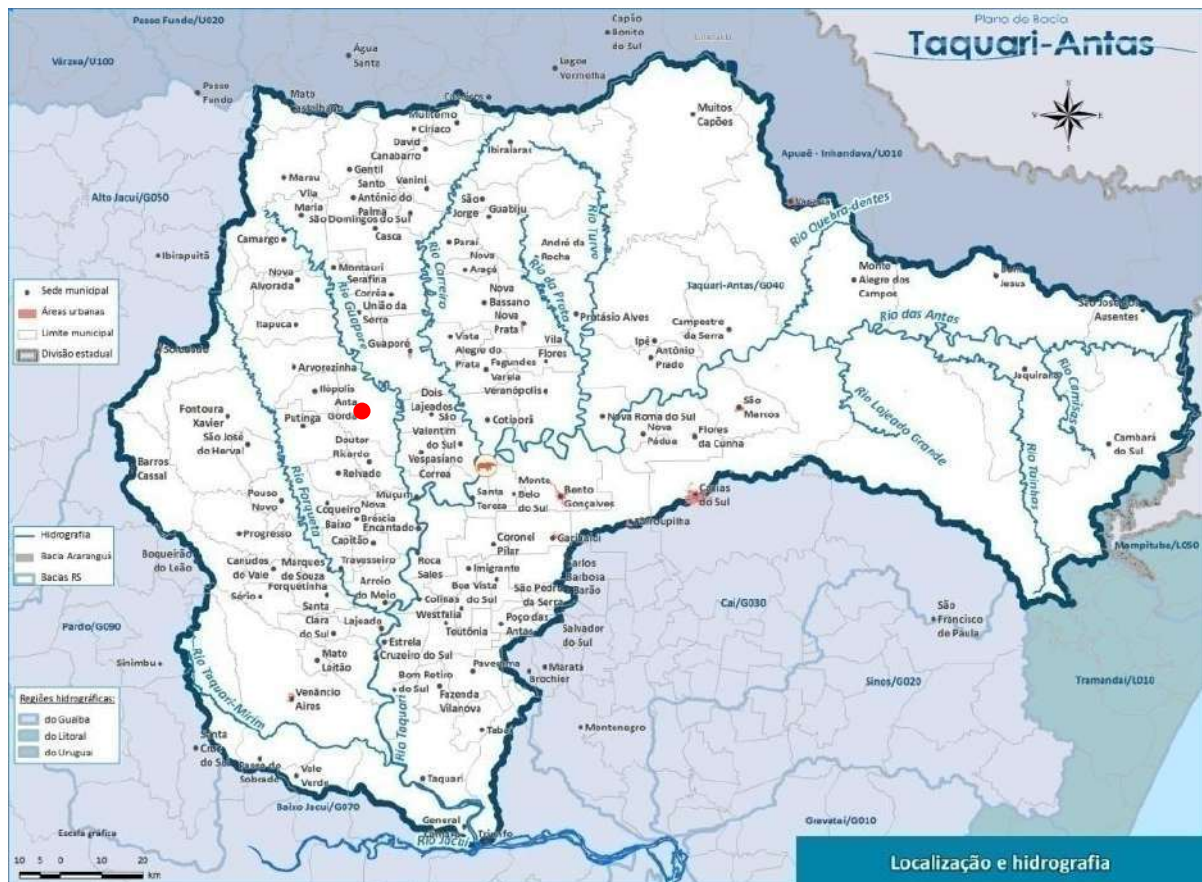 Passo Fundo/U020
Capão
Bonito do Sul
Plano de Bacia
Taquari-Antas
Água
Santa
Várzea/U100
Lagoa
Vermelha
Passo
Fundo
Mato
Castelhano
Muliterno
Ciríaco
David
Canabarro
Ibiraiaras
Muitos
Capões
Apuaê - Inhandava/U010
Alto Jacuí/G050
Marau
Gentil
Vila
Maria
Santo
Antônio do
Palma
Vanini
São Domingos do Sul
Casca
São
Jorge
Guabiju
Rio Turvo
Rio Quebra-dentes
Ibirapuitã
Camargo
Nova
Alvorada
Montauri
Serafina
Corrêa
União da
Serra
Rio Guaporé
Rio Carreiro
Paraí
Nova
Araçá
Nova
Bassano
Nova
Prata
André da
Rocha
Rio da Prata
Protásio Alves
Taquari-Antas/G040
Monte
Alegre dos
Campos
Bom
Jesus
São José dos
Ausentes
Rio das Antas
Sede municipal
Áreas urbanas
Limite municipal
Divisão estadual
Itapuca
Guaporé
Vista
Alegre do
Prata
Fagundes
Varela
Vila
Flores
Veranópolis
Campestre
da Serra
Ipê
Antônio
Prado
Soledade
Arvorezinha
Ilópolis
Anta
Gorda
Putinga
Dois
Lajeados
São
Valentim do Sul
Cotiporã
Nova Roma do Sul
Nova
Pádua
São
Marcos
Flores
da Cunha
Rio Lajeado Grande
Jaquirana
Rio Camisas
Rio Tainhas
Cambará
do Sul
Fontoura
Xavier
São José
do Herval
Doutor
Ricardo
Relvado
Vespasiano
Correa
Barros
Cassal
Rio Forqueta
Pouso
Novo
Muçum
Coqueiro
Baixo
Nova
Bréscia
Encantado
Capitão
Santa
Tereza
Monte
Belo
do Sul
Bento
Gonçalves
Caxias
do Sul
Farroupilha
Hidrografia
Bacia Araranguá
Bacias RS
Progresso
Boqueirão
do Leão
Canudos
do Vale
Marques
de Souza
Forquetinha
Travesseiro
Sério
Arroio
do Meio
Roca
Sales
Coronel
Pilar
Garibaldi
Imigrante
Boa Vista
do Sul
Carlos
Barbosa
Barão
Mampituba/L050
Colinas
Westfalia
São Pedro
da Serra
Poço das
Antas
Teutônia
Salvador
do Sul
Caí/G030
São
Francisco
de Paula
Pardo/G090
Sinimbu
Santa
Clara
do Sul
Lajeado
Estrela
Cruzeiro do Sul
Mato
Leitão
Bom Retiro
do Sul
Paverama
Fazenda
Vilanova
Maratá
Brochier
Sinos/G020
Tramandaí/L010
Rio Taquari-Mirim
Venâncio
Aires
Rio Taquari
Tabaí
Montenegro
Regiões hidrográficas:
do Guaíba
do Litoral
do Uruguai
Santa
Cruz
do Sul
Passo do
Sobrado
Vale
Verde
Taquari
Baixo Jacuí/G070
General
Câmara
Triunfo
Rio Jacuí
Gravataí/G010
Escala gráfica
10 5 0 10 20
km
Localização e hidrografia